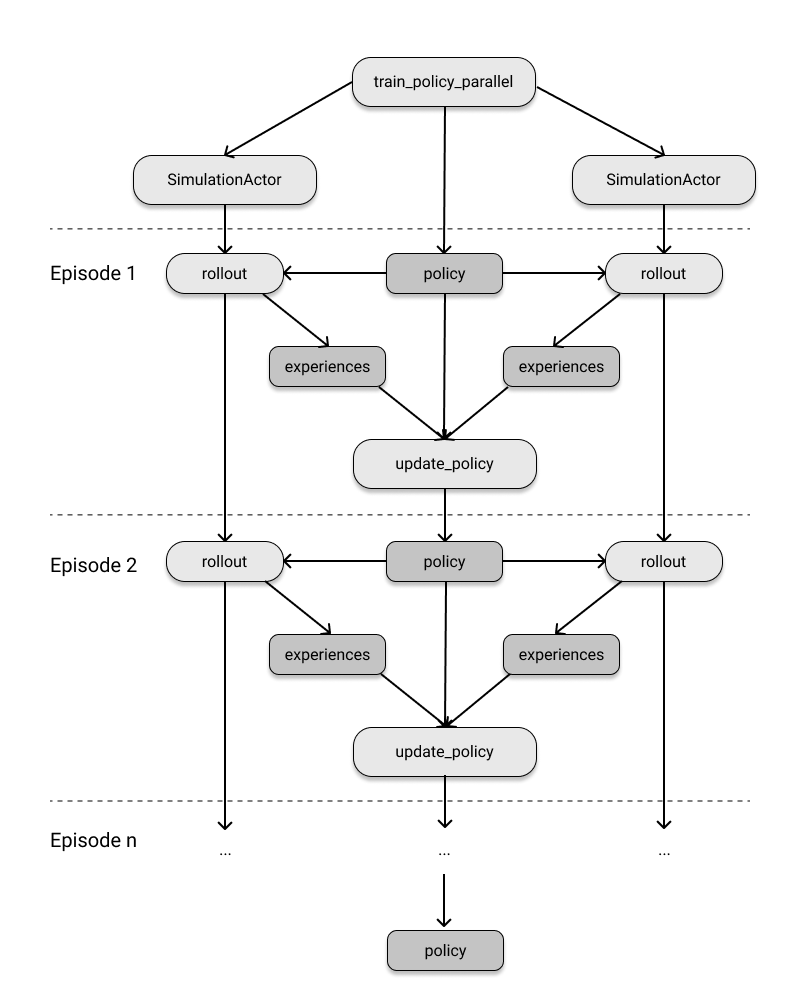 train_policy_parallel
SimulationActor
SimulationActor
Episode 1
rollout
policy
rollout
experiences
experiences
update_policy
Episode 2
rollout
policy
rollout
experiences
experiences
update_policy
Episode n
...
...
...
policy